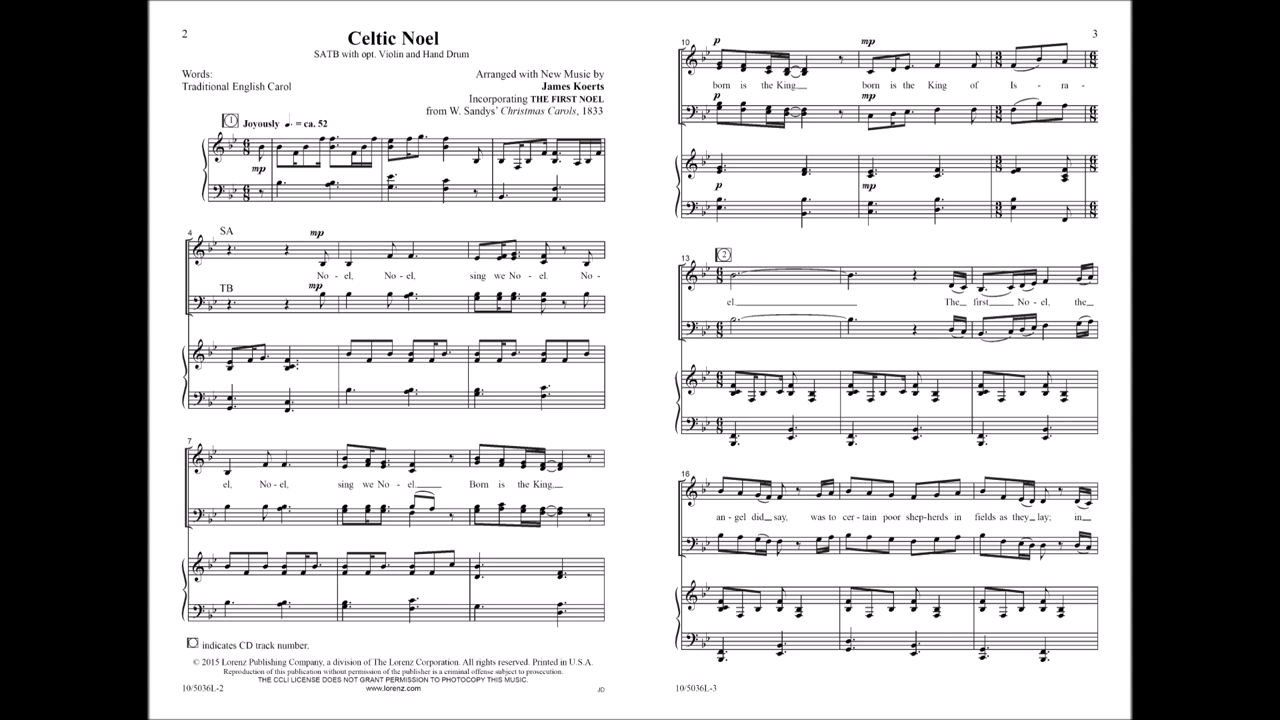 2
Celtic Noel
SATB with opt. Violin and Hand Drum
Words:
Traditional English Carol
Arranged with New Music by
James Koerts
Incorporating THE FIRST NOEL
from W. Sandys' Christmas Carols, 1833
1 Joyously ♩. = ca. 52
mp
4
SA
mp
No - el, No - el, sing we No - el. No -
TB
mp
7
el, No - el, sing we No - el. Born is the King
indicates CD track number.
© 2015 Lorenz Publishing Company, a division of The Lorenz Corporation. All rights reserved. Printed in U.S.A.
Reproduction of this publication without permission of the publisher is a criminal offense subject to prosecution.
THE CCLI LICENSE DOES NOT GRANT PERMISSION TO PHOTOCOPY THIS MUSIC.
www.lorenz.com
10/5036L-2
JD
3
10
p mp
born is the King born is the King of Is - ra -
p mp
p mp
13
2
el The first No - el, the
16
an - gel did say, was to cer - tain poor shep - herds in fields as they lay; in
10/5036L-3